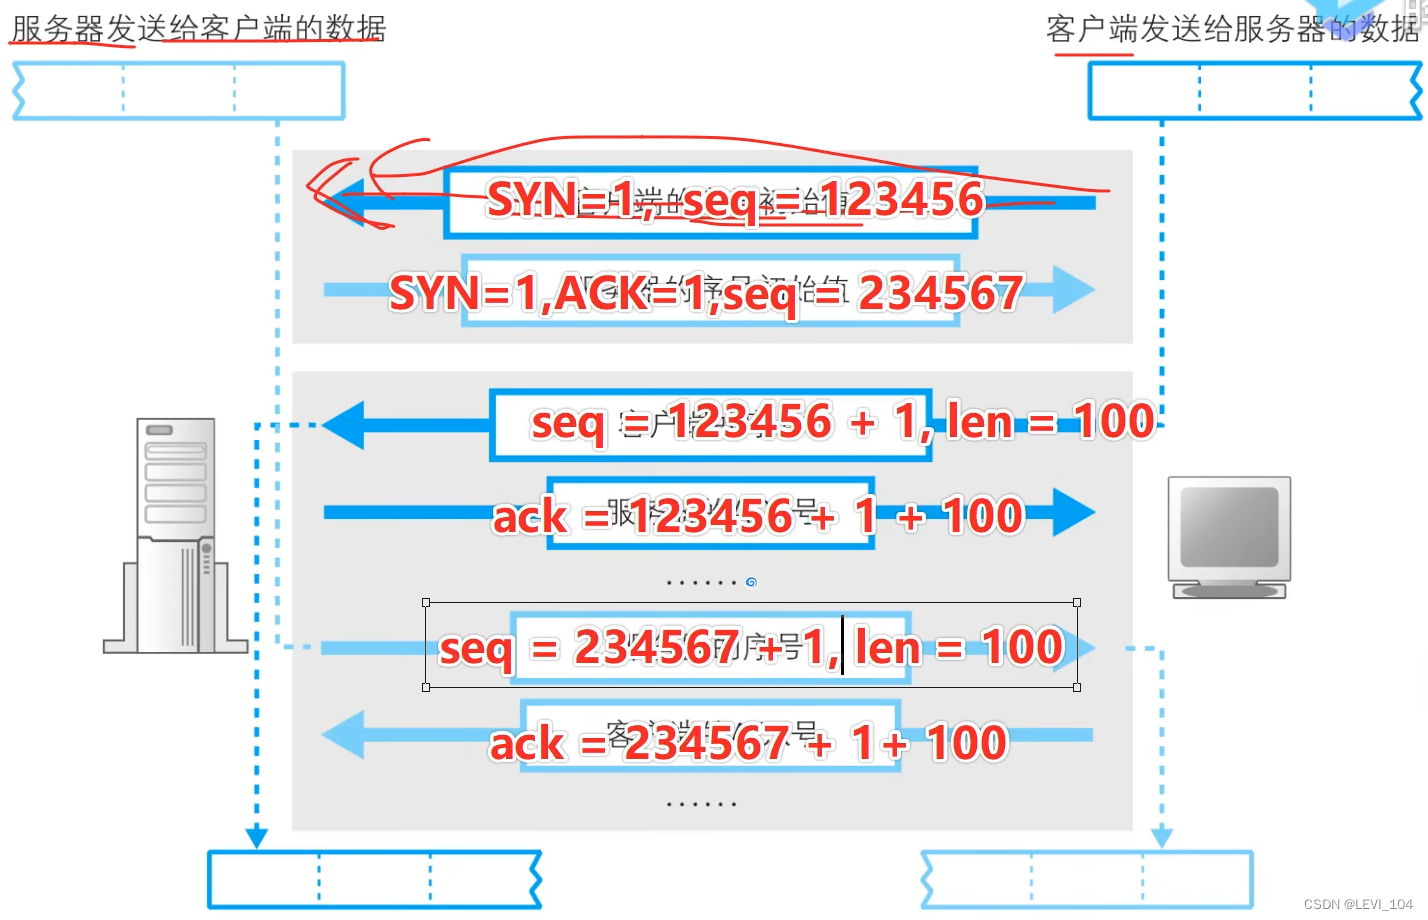 服务器发送给客户端的数据
客户端发送给服务器的数据
SYN=1, seq = 123456
SYN=1,ACK=1,seq = 234567
seq = 123456 + 1, len = 100
ack = 123456 + 1 + 100
······
seq = 234567 + 1, len = 100
ack = 234567 + 1+ 100
······
CSDN @LEVI_104